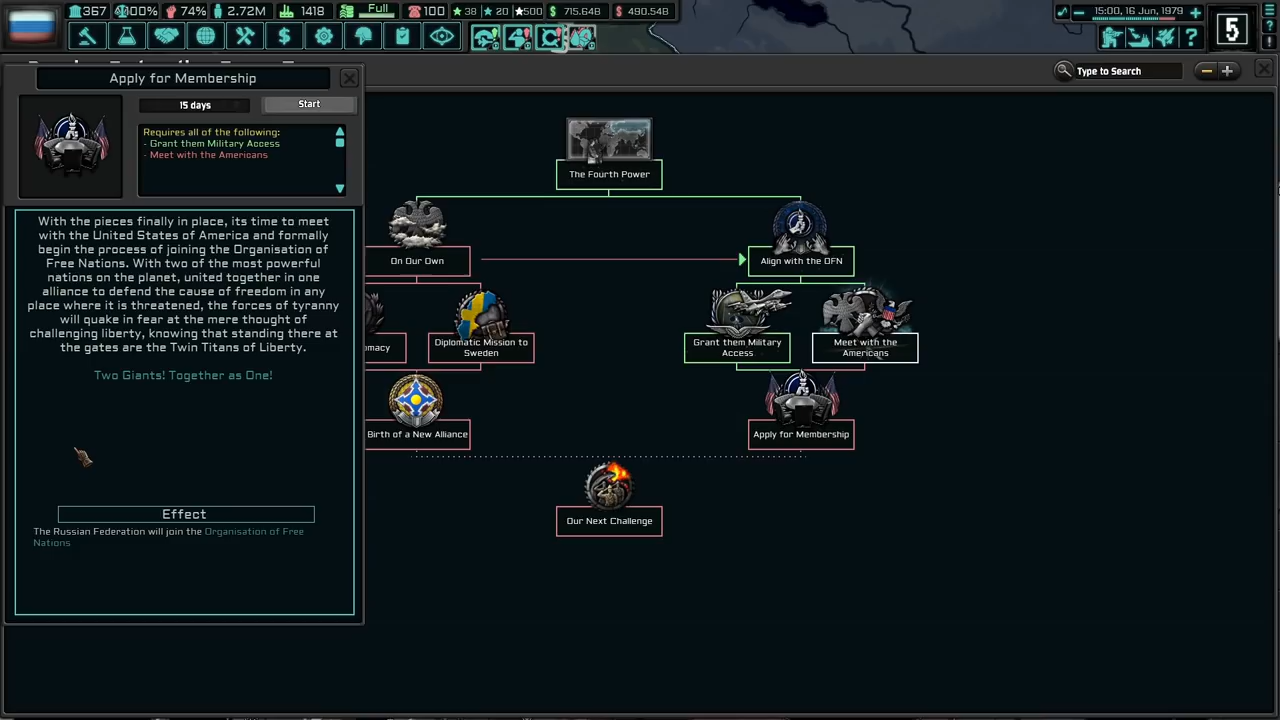 367 100% 74% 2.72M 1418 Full 100 38 20 500 $ 715.64B $ 490.54B
15:00, 16 Jun, 1979
5
Apply for Membership
15 days
Start
Requires all of the following:
- Grant them Military Access
- Meet with the Americans
With the pieces finally in place, its time to meet
with the United States of America and formally
begin the process of joining the Organisation of
Free Nations. With two of the most powerful
nations on the planet, united together in one
alliance to defend the cause of freedom in any
place where it is threatened, the forces of tyranny
will quake in fear at the mere thought of
challenging liberty, knowing that standing there at
the gates are the Twin Titans of Liberty.
Two Giants! Together as One!
Effect
The Russian Federation will join the Organisation of Free
Nations
Type to Search
The Fourth Power
On Our Own
Align with the OFN
macy
Diplomatic Mission to
Sweden
Grant them Military
Access
Meet with the
Americans
Birth of a New Alliance
Apply for Membership
Our Next Challenge